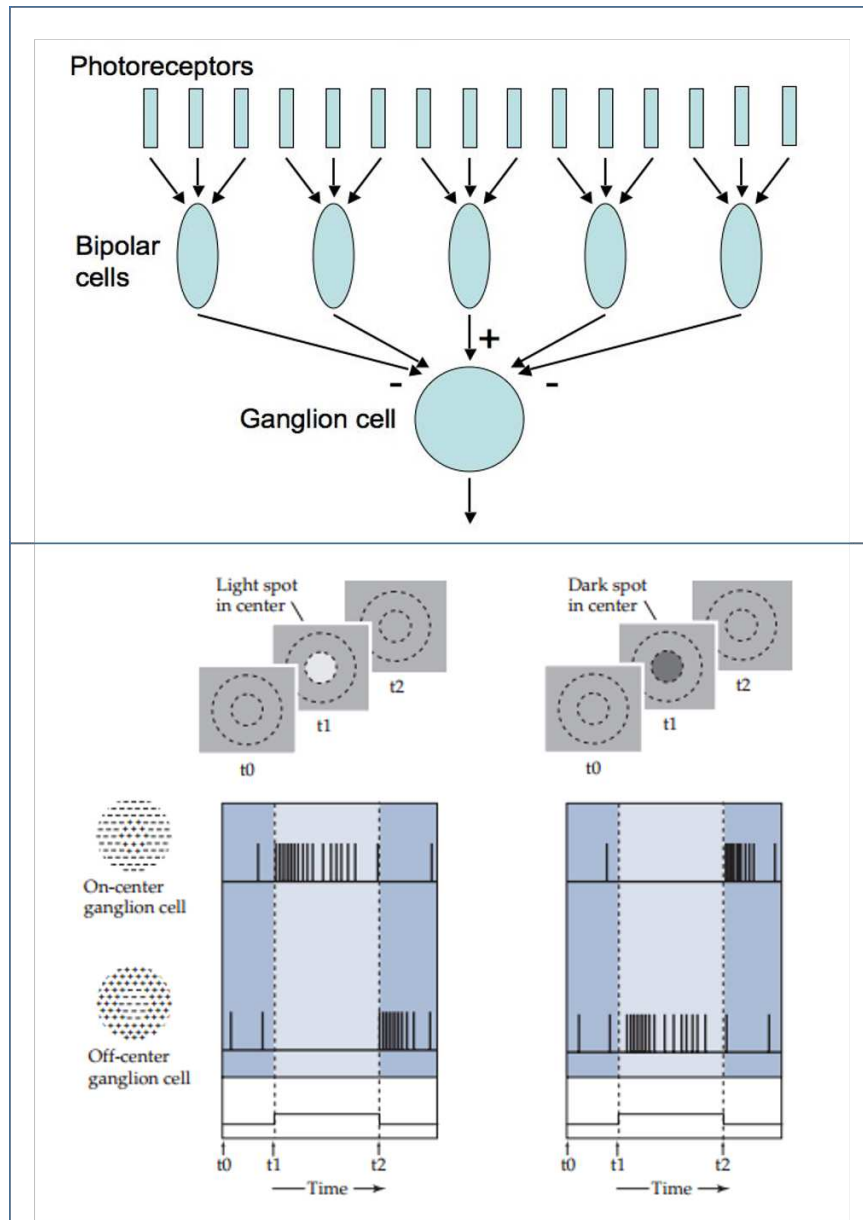 Photoreceptors
Bipolar
cells
+
-
-
Ganglion cell
Light spot
in center
t2
t1
t0
Dark spot
in center
t2
t1
t0
On-center
ganglion cell
Off-center
ganglion cell
t0
t1
t2
Time
t0
t1
t2
Time